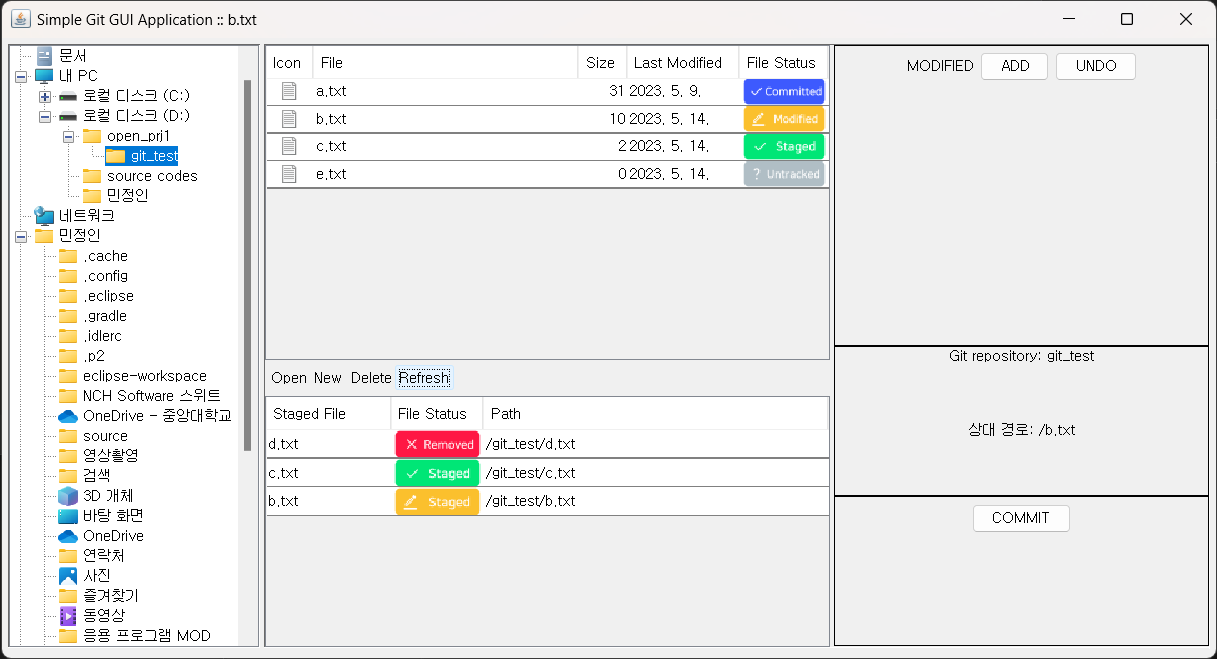 Simple Git GUI Application :: b.txt
문서
내 PC
로컬 디스크 (C:)
로컬 디스크 (D:)
open_prj1
git_test
source codes
민정인
네트워크
민정인
.cache
.config
.eclipse
.gradle
.idlerc
.p2
eclipse-workspace
NCH Software 스위트
OneDrive - 중앙대학교
source
영상촬영
검색
3D 개체
바탕 화면
OneDrive
연락처
사진
즐겨찾기
동영상
응용 프로그램 MOD
Icon File Size Last Modified File Status
a.txt 31 2023. 5. 9. Committed
b.txt 10 2023. 5. 14. Modified
c.txt 2 2023. 5. 14. Staged
e.txt 0 2023. 5. 14. ? Untracked
Open New Delete Refresh
Staged File File Status Path
d.txt Removed /git_test/d.txt
c.txt Staged /git_test/c.txt
b.txt Staged /git_test/b.txt
MODIFIED ADD UNDO
Git repository: git_test
상대 경로: /b.txt
COMMIT